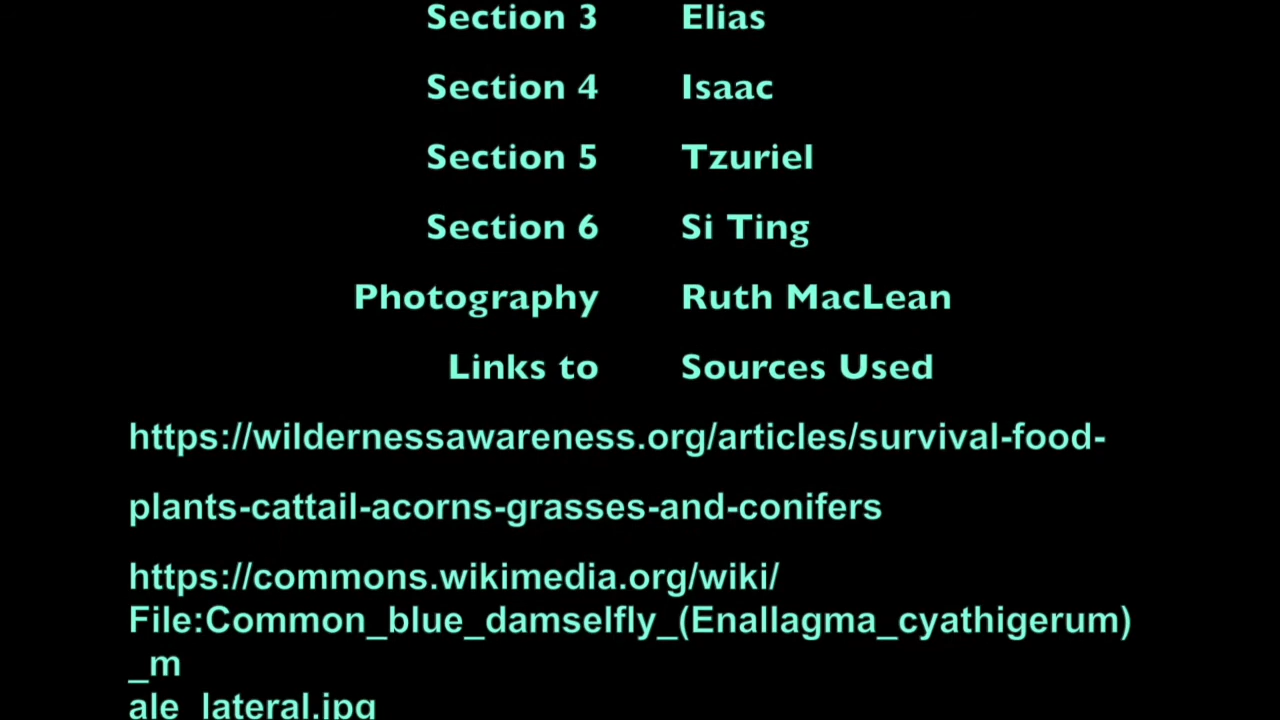 Section 3 Elias
Section 4 Isaac
Section 5 Tzuriel
Section 6 Si Ting
Photography Ruth MacLean
Links to Sources Used
https://wildernessawareness.org/articles/survival-food-
plants-cattail-acorns-grasses-and-conifers
https://commons.wikimedia.org/wiki/
File:Common_blue_damselfly_(Enallagma_cyathigerum)
_m
ale_lateral.jpg